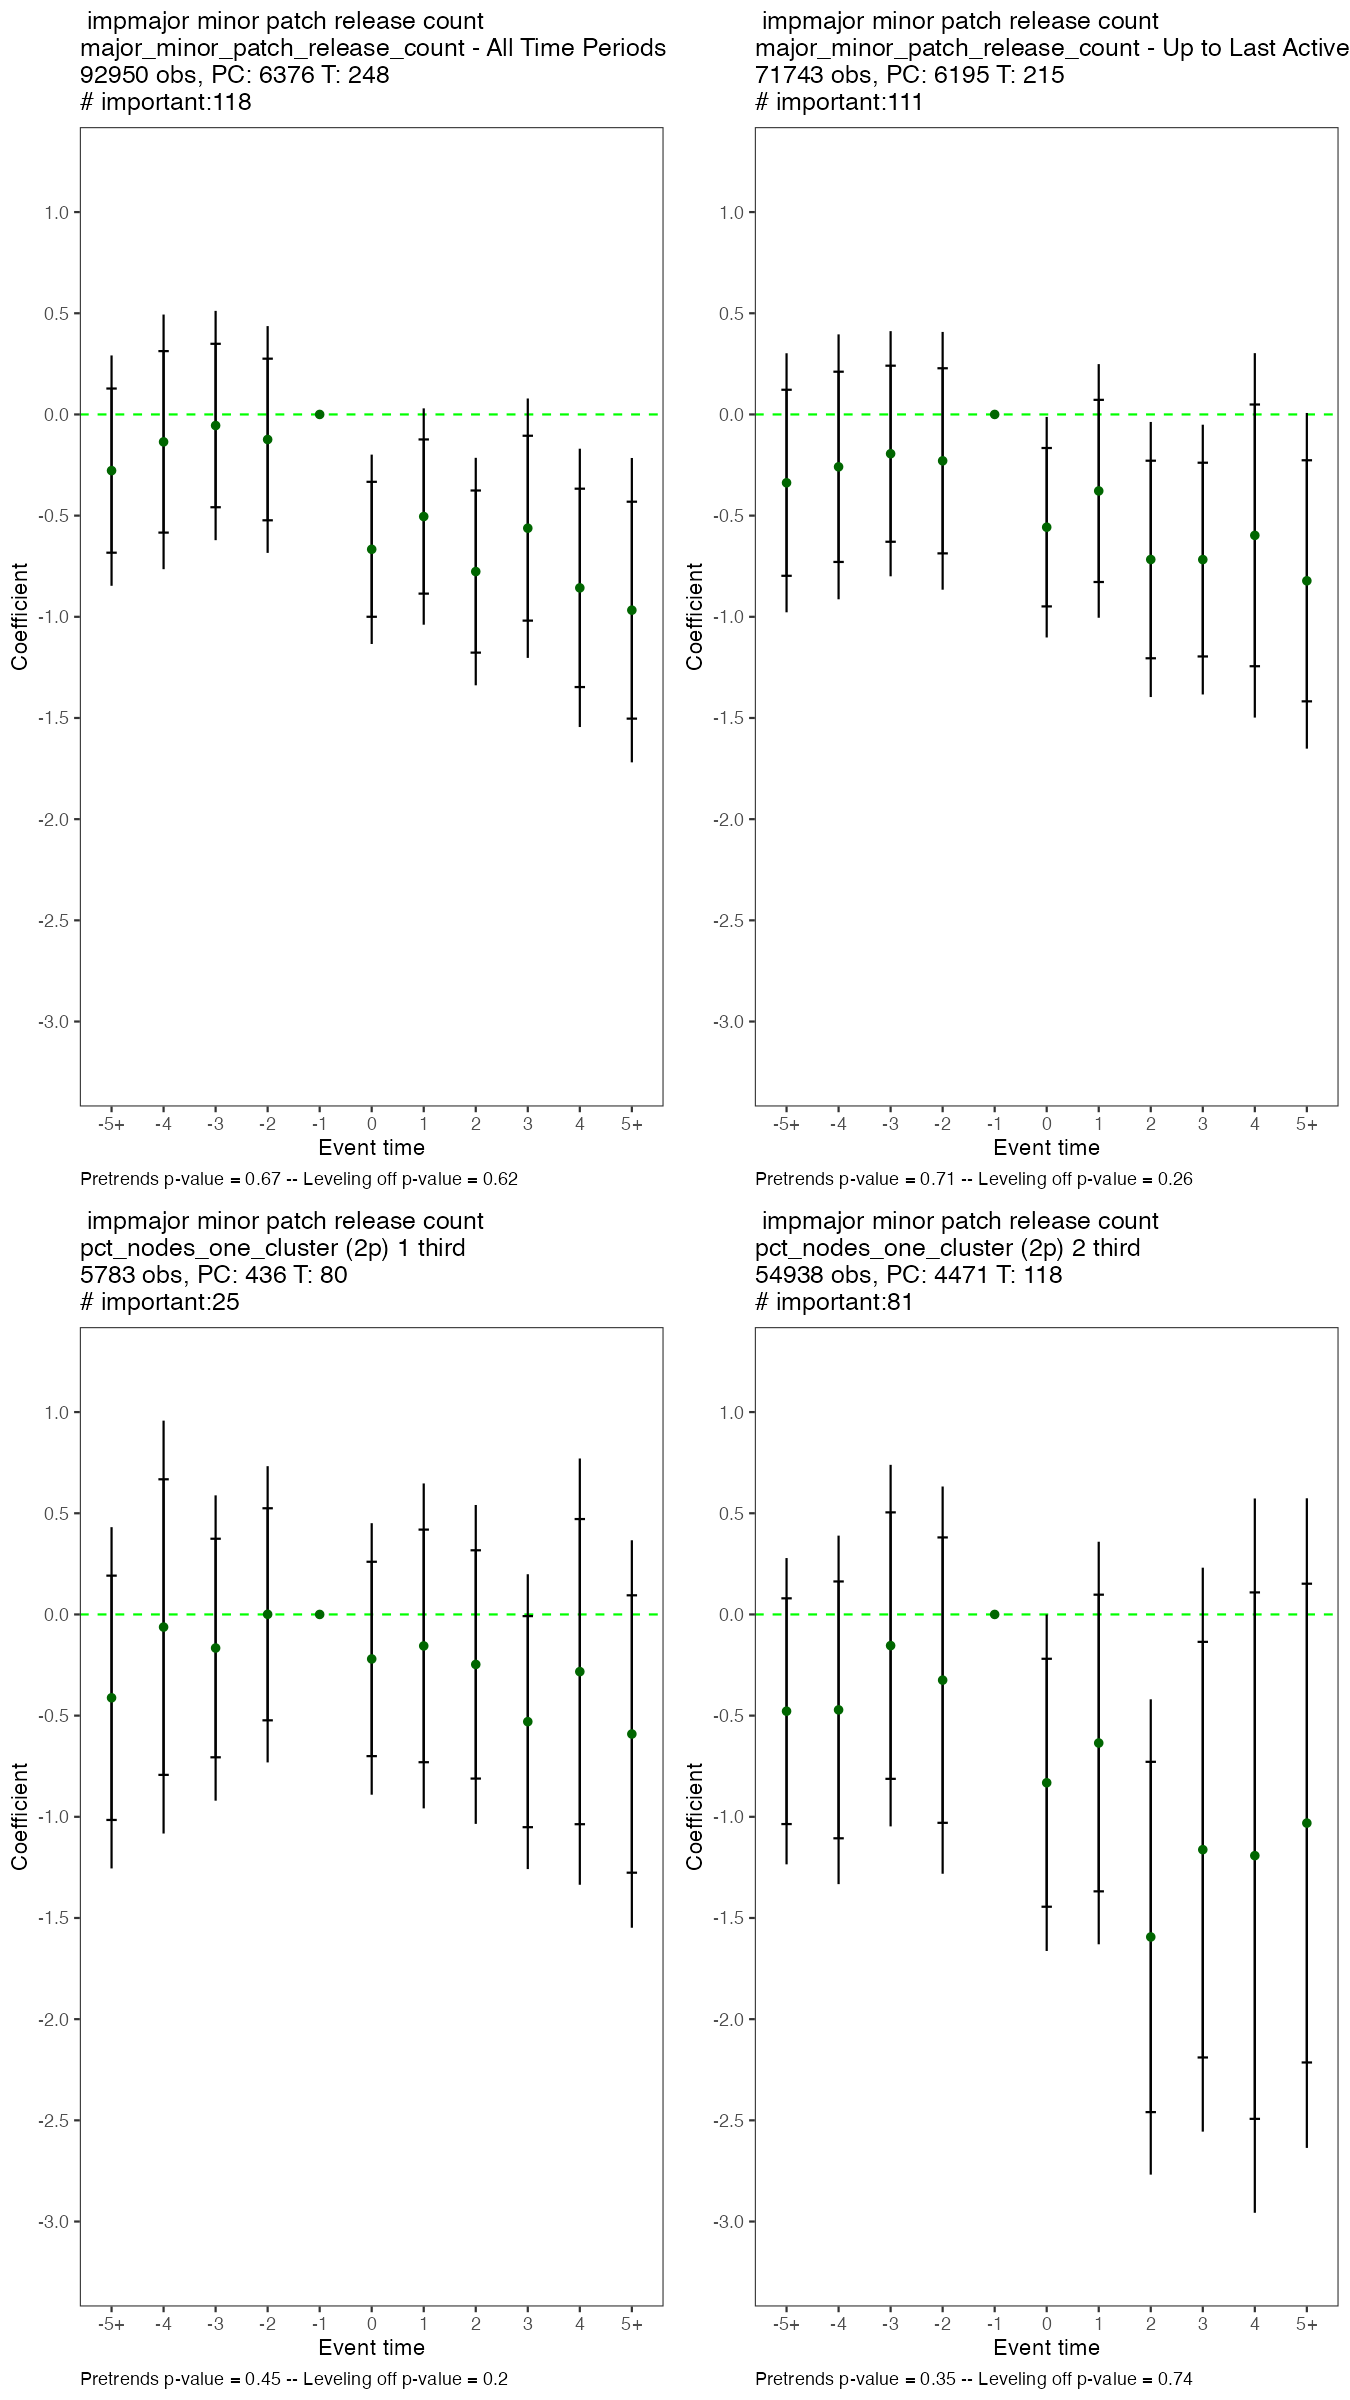 impmajor minor patch release count
major_minor_patch_release_count - All Time Periods
92950 obs, PC: 6376 T: 248
# important:118
1.0
0.5
0.0
-0.5
-1.0
-1.5
-2.0
-2.5
-3.0
Coefficient
-5+ -4 -3 -2 -1 0 1 2 3 4 5+
Event time
Pretrends p-value = 0.67 -- Leveling off p-value = 0.62
impmajor minor patch release count
major_minor_patch_release_count - Up to Last Active
71743 obs, PC: 6195 T: 215
# important:111
1.0
0.5
0.0
-0.5
-1.0
-1.5
-2.0
-2.5
-3.0
Coefficient
-5+ -4 -3 -2 -1 0 1 2 3 4 5+
Event time
Pretrends p-value = 0.71 -- Leveling off p-value = 0.26
impmajor minor patch release count
pct_nodes_one_cluster (2p) 1 third
5783 obs, PC: 436 T: 80
# important:25
1.0
0.5
0.0
-0.5
-1.0
-1.5
-2.0
-2.5
-3.0
Coefficient
-5+ -4 -3 -2 -1 0 1 2 3 4 5+
Event time
Pretrends p-value = 0.45 -- Leveling off p-value = 0.2
impmajor minor patch release count
pct_nodes_one_cluster (2p) 2 third
54938 obs, PC: 4471 T: 118
# important:81
1.0
0.5
0.0
-0.5
-1.0
-1.5
-2.0
-2.5
-3.0
Coefficient
-5+ -4 -3 -2 -1 0 1 2 3 4 5+
Event time
Pretrends p-value = 0.35 -- Leveling off p-value = 0.74